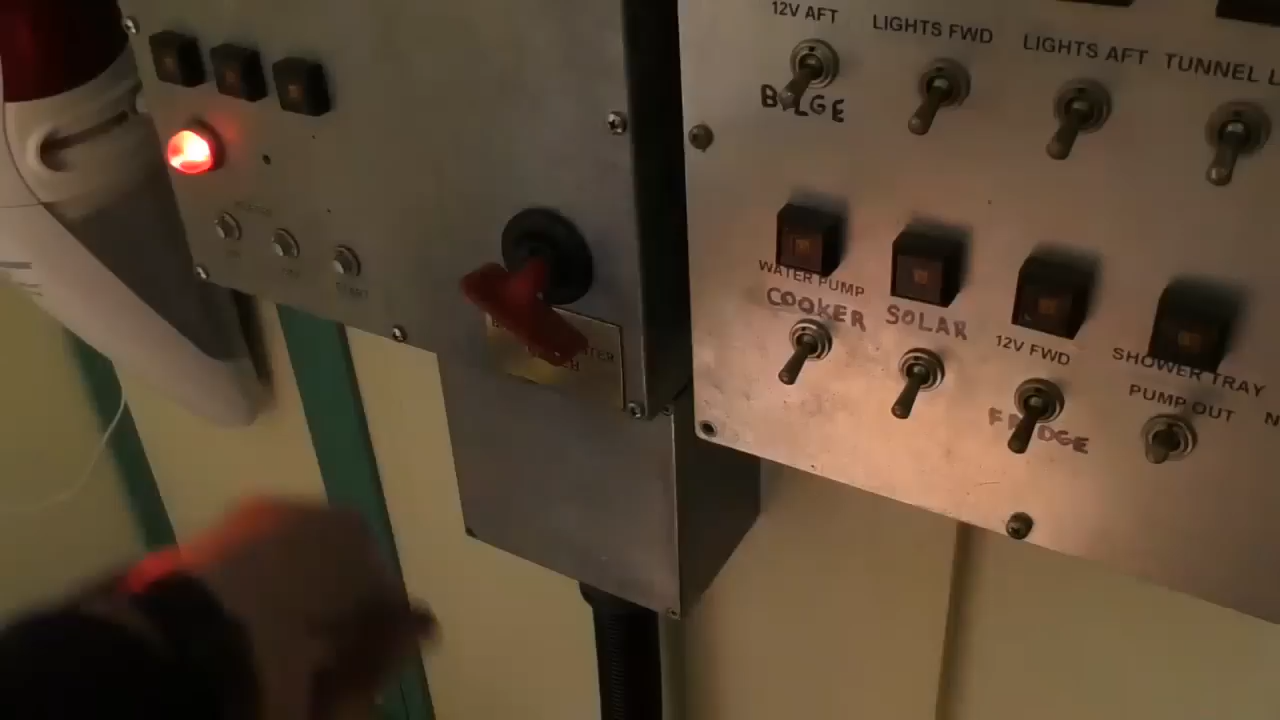 12V AFT
LIGHTS FWD
LIGHTS AFT
TUNNEL L
BILGE
WATER PUMP
COOKER
SOLAR
12V FWD
FRIDGE
SHOWER TRAY
PUMP OUT
N
START